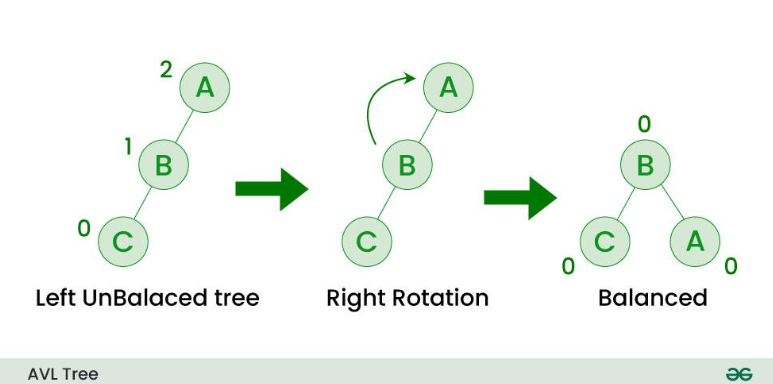 2
A
A
0
1
B
B
B
0
C
C
C
A
0
0
Left UnBalaced tree
Right Rotation
Balanced
AVL Tree